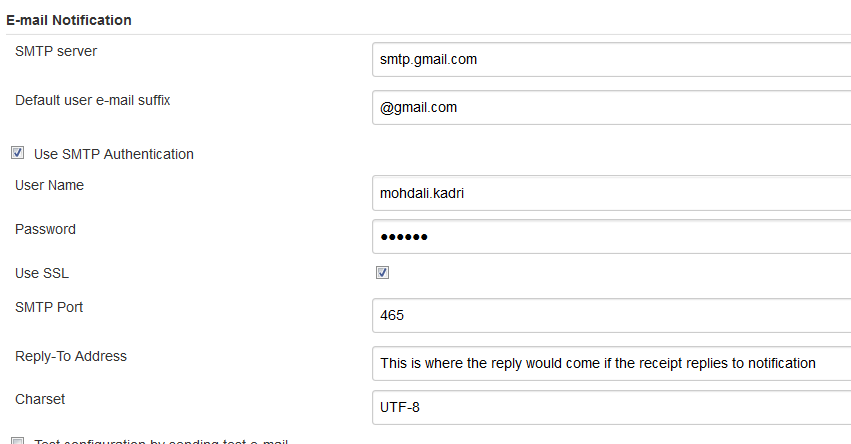 E-mail Notification
SMTP server
smtp.gmail.com
Default user e-mail suffix
@gmail.com
Use SMTP Authentication
User Name
mohdali.kadri
Password
●●●●●●
Use SSL
SMTP Port
465
Reply-To Address
This is where the reply would come if the receipt replies to notification
Charset
UTF-8
Test configuration by sending test e-mail